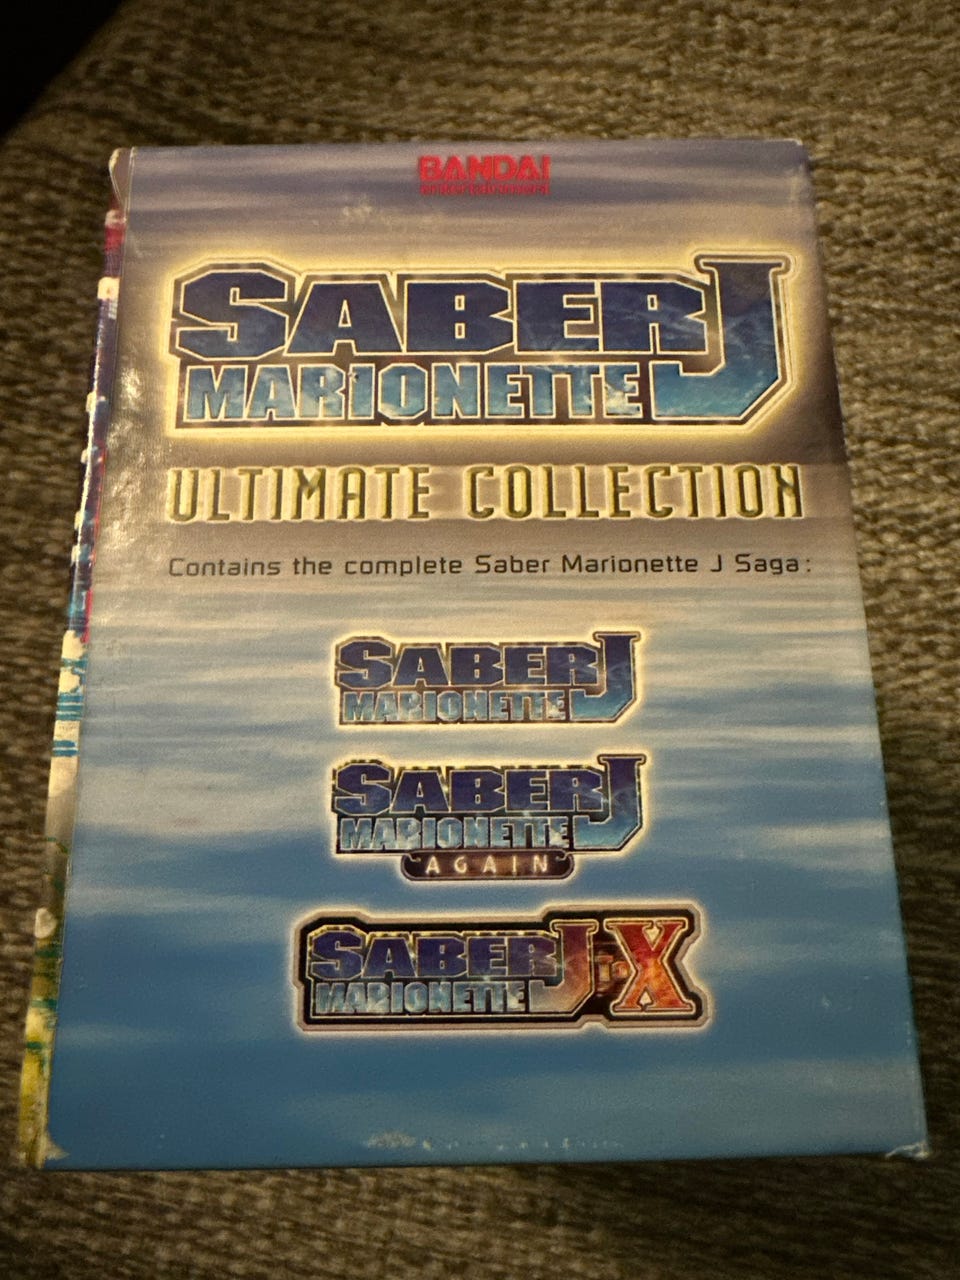 BANDAI
entertainment
SABER J
MARIONETTE
ULTIMATE COLLECTION
Contains the complete Saber Marionette J Saga:
SABER J
MARIONETTE
SABER J
MARIONETTE
AGAIN
SABER J to X
MARIONETTE